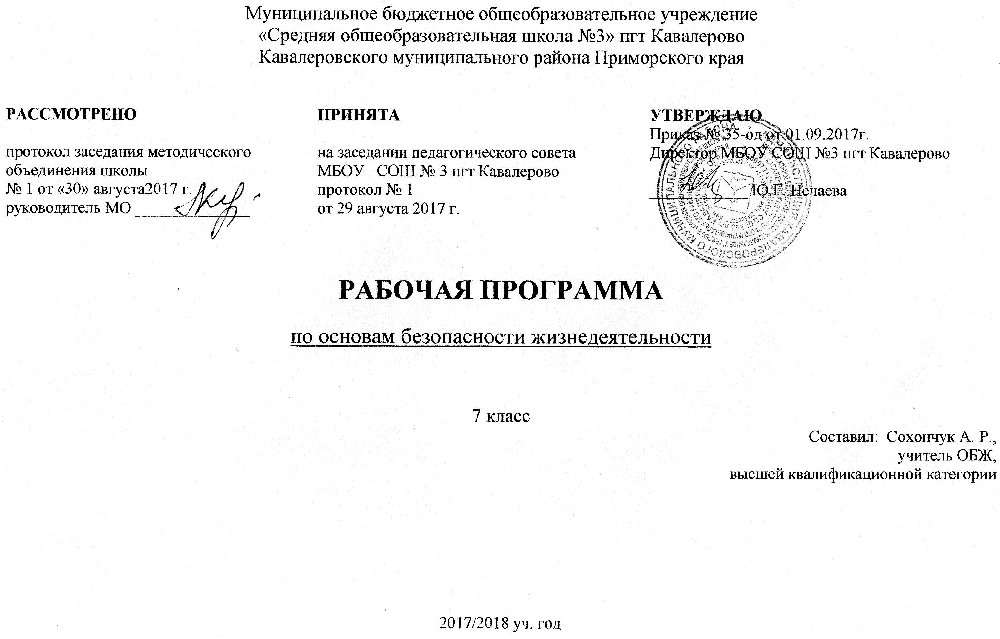 Муниципальное бюджетное общеобразовательное учреждение
«Средняя общеобразовательная школа №3» пгт Кавалерово
Кавалеровского муниципального района Приморского края
РАССМОТРЕНО
протокол заседания методического
объединения школы
№ 1 от «30» августа2017 г.
руководитель МО
ПРИНЯТА
на заседании педагогического совета
МБОУ СОШ № 3 пгт Кавалерово
протокол № 1
от 29 августа 2017 г.
УТВЕРЖДАЮ
Приказ № 35-од от 01.09.2017г.
Директор МБОУ СОШ №3 пгт Кавалерово
Ю.Г. Нечаева
АДМИНИСТРАЦИЯ КАВАЛЕРОВСКОГО МУНИЦИПАЛЬНОГО РАЙОНА
РАБОЧАЯ ПРОГРАММА
по основам безопасности жизнедеятельности
7 класс
Составил: Сохончук А. Р.,
учитель ОБЖ,
высшей квалификационной категории
2017/2018 уч. год